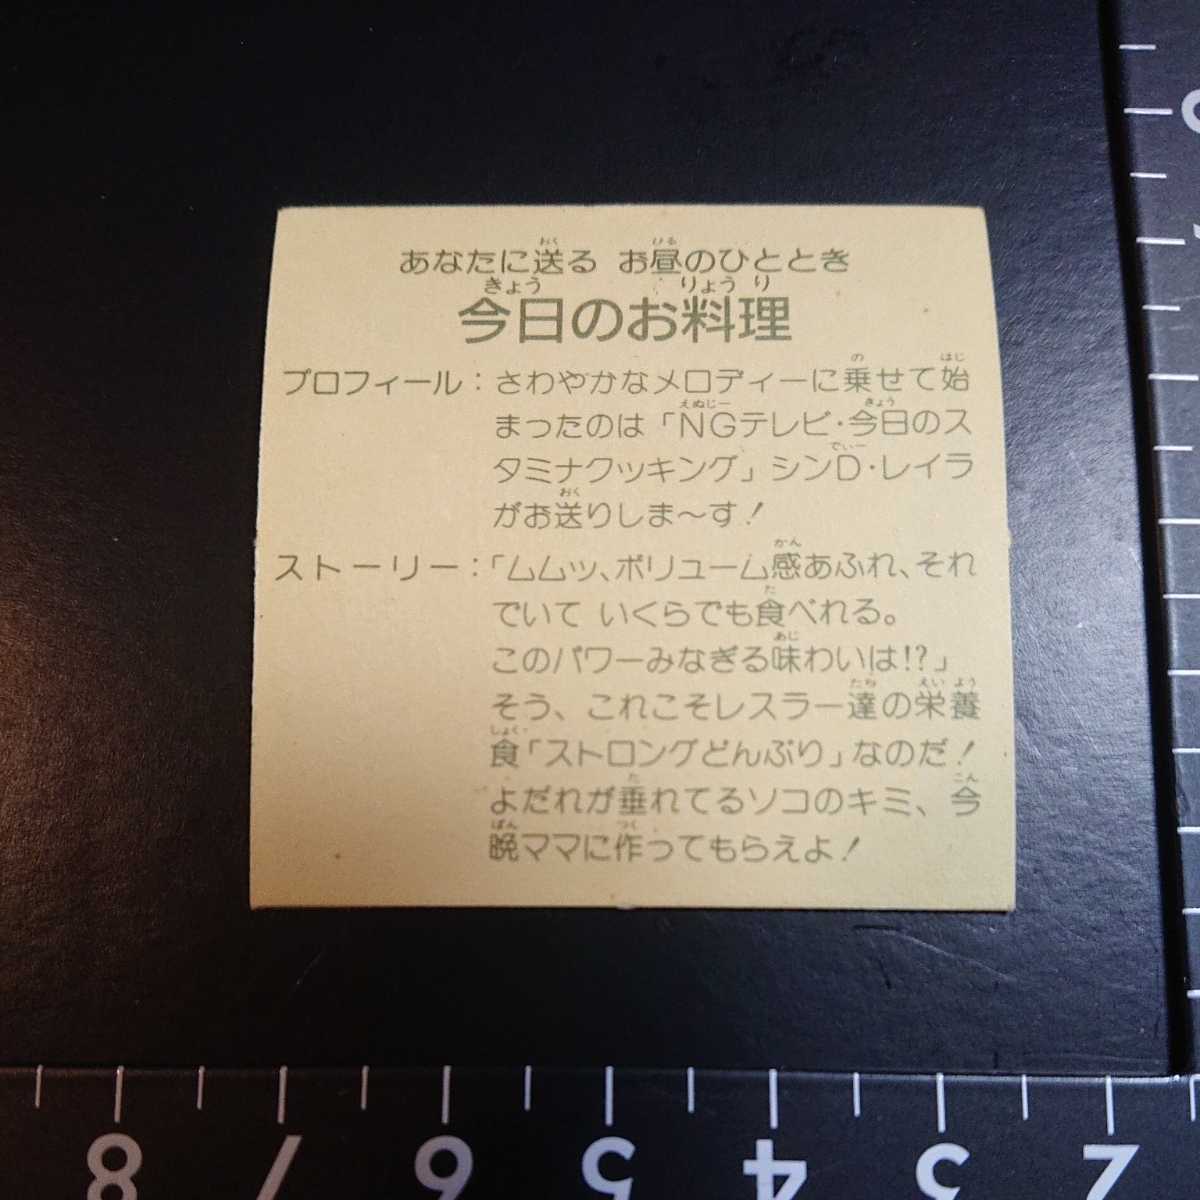 あなたに送る お昼のひととき
今日のお料理
プロフィール：さわやかなメロディーに乗せて始
まったのは「NGテレビ・今日のス
タミナクッキング」シンD・レイラ
がお送りしま〜す！
ストーリー：「ムムッ、ボリューム感あふれ、それ
でいて いくらでも食べれる。
このパワーみなぎる味わいは!?」
そう、これこそレスラー達の栄養
食「ストロングどんぶり」なのだ！
よだれが垂れてるソコのキミ、今
晩ママに作ってもらえよ！
8 7 6 5 4 3 2